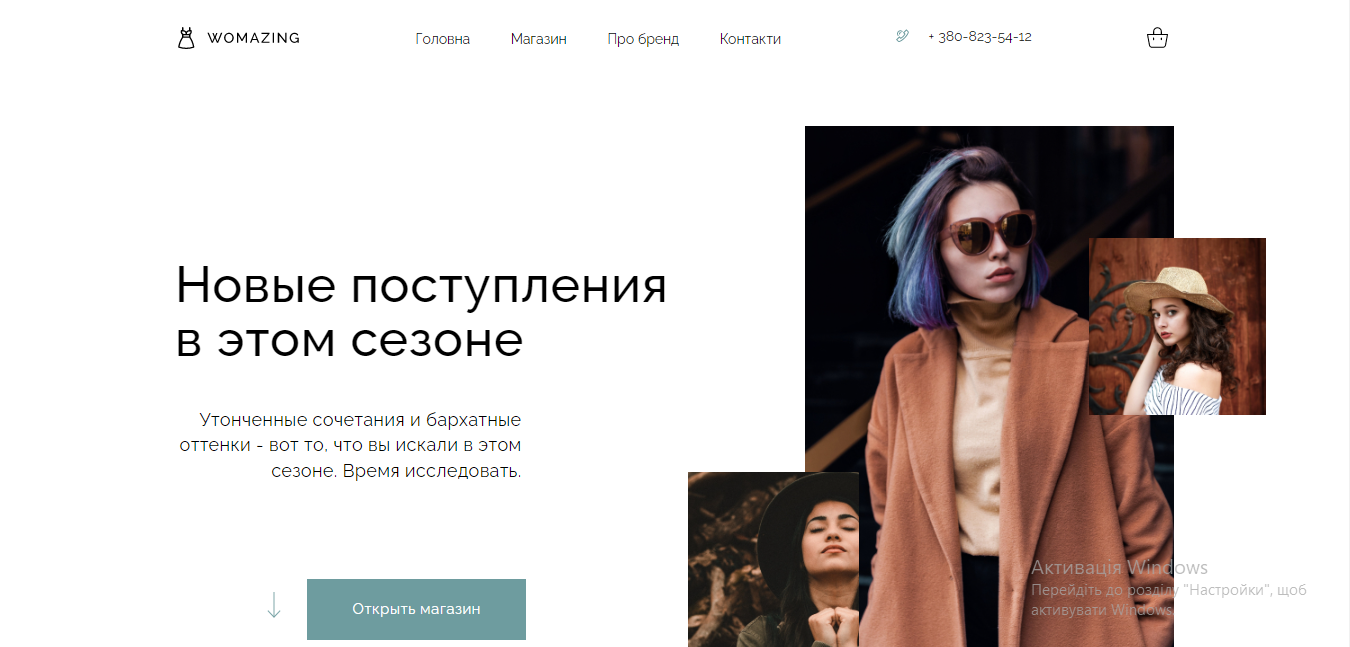 WOMAZING
Головна
Магазин
Про бренд
Контакти
+ 380-823-54-12
Новые поступления
в этом сезоне
Утонченные сочетания и бархатные
оттенки - вот то, что вы искали в этом
сезоне. Время исследовать.
Открыть магазин
Активація Windows
Перейдіть до розділу "Настройки", щоб
активувати Windows.